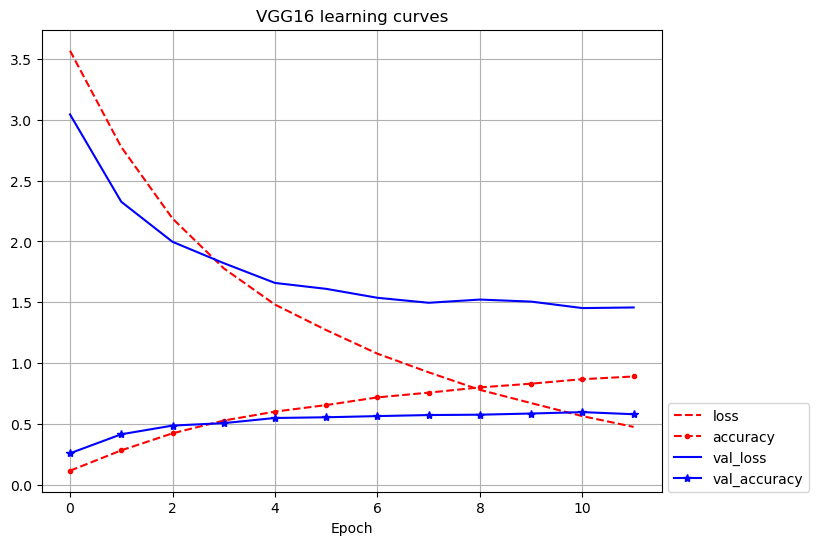 VGG16 learning curves
3.5
3.0
2.5
2.0
1.5
1.0
0.5
0.0
0 2 4 6 8 10
Epoch
loss
accuracy
val_loss
val_accuracy